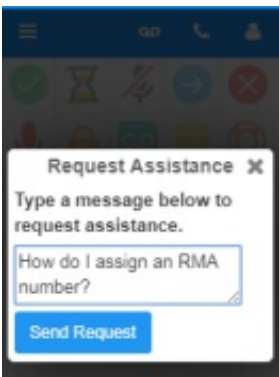 Request Assistance
Type a message below to
request assistance.
How do I assign an RMA
number?
Send Request